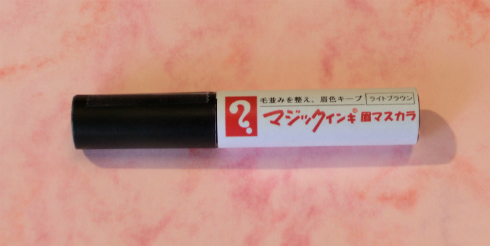 毛並みを整え、眉色キープ ライトブラウン
? マジックインキ® 眉マスカラ